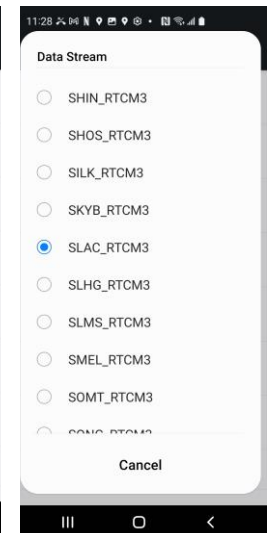 11:28
Data Stream
SHIN_RTCM3
SHOS_RTCM3
SILK_RTCM3
SKYB_RTCM3
SLAC_RTCM3
SLHG_RTCM3
SLMS_RTCM3
SMEL_RTCM3
SOMT_RTCM3
Cancel